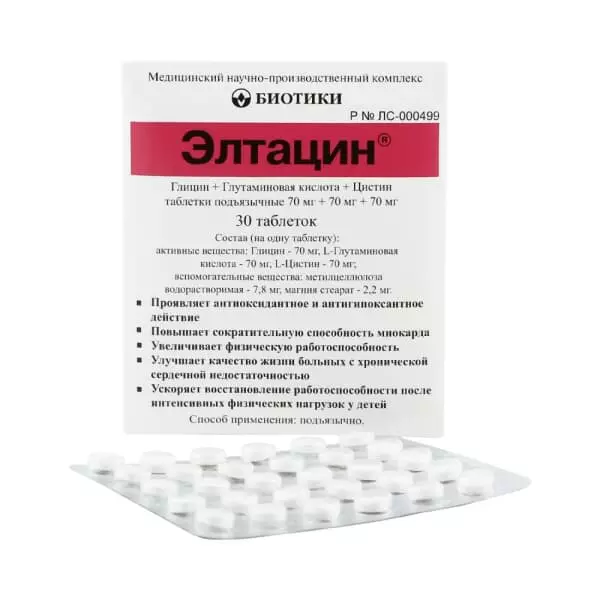 Медицинский научно-производственный комплекс
БИОТИКИ
Р № ЛС-000499
Элтацин®
Глицин + Глутаминовая кислота + Цистин
таблетки подъязычные 70 мг + 70 мг + 70 мг
30 таблеток
Состав (на одну таблетку):
активные вещества: Глицин - 70 мг, L-Глутаминовая
кислота - 70 мг, L-Цистин - 70 мг;
вспомогательные вещества: метилцеллюлоза
водорастворимая - 7,8 мг, магния стеарат - 2,2 мг.
▪ Проявляет антиоксидантное и антигипоксантное
действие
▪ Повышает сократительную способность миокарда
▪ Увеличивает физическую работоспособность
▪ Улучшает качество жизни больных с хронической
сердечной недостаточностью
▪ Ускоряет восстановление работоспособности после
интенсивных физических нагрузок у детей
Способ применения: подъязычно.